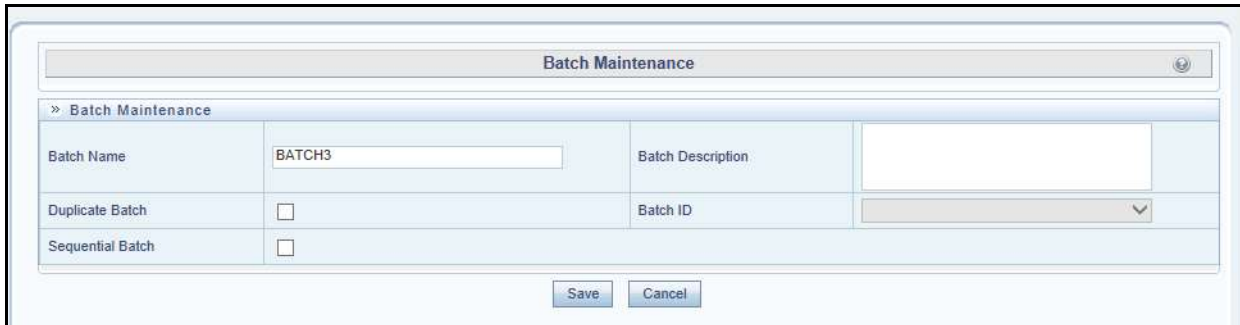 Batch Maintenance
» Batch Maintenance
Batch Name BATCH3 Batch Description
Duplicate Batch Batch ID
Sequential Batch
Save Cancel